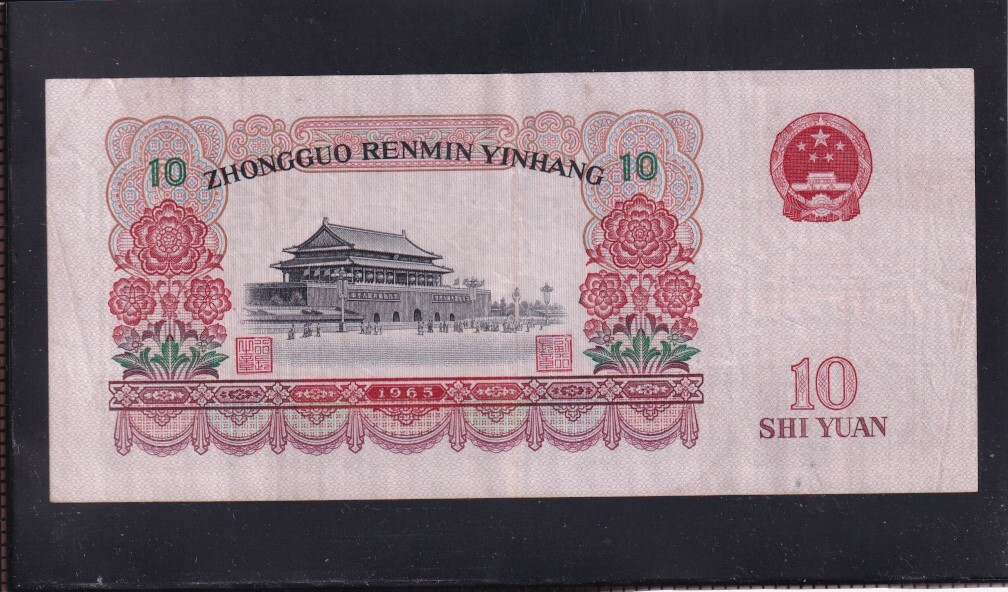 10 ZHONGGUO RENMIN YINHANG 10
1965
10
SHI YUAN